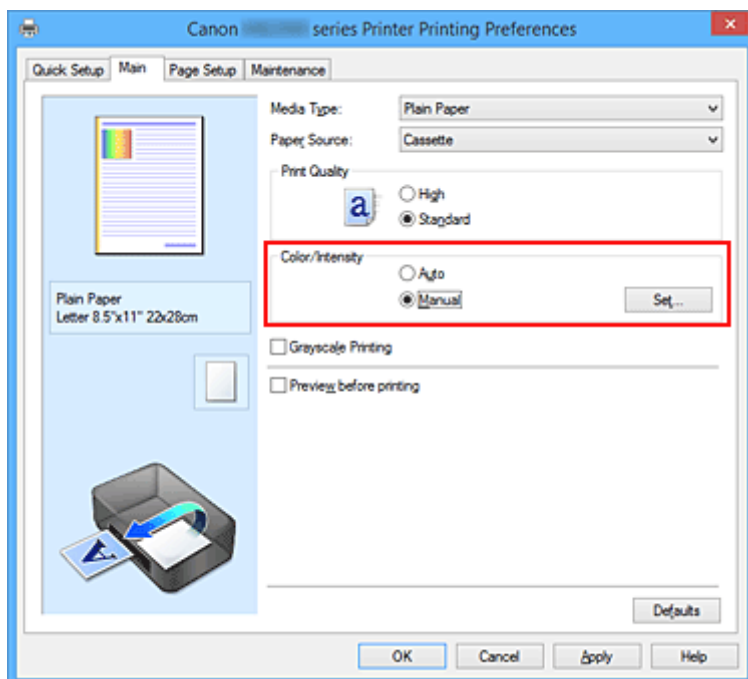 Canon series Printer Printing Preferences
Quick Setup Main Page Setup Maintenance
Media Type: Plain Paper
Paper Source: Cassette
Print Quality
a
High
Standard
Color/Intensity
Auto
Manual Set...
Plain Paper
Letter 8.5"x11" 22x28cm
Grayscale Printing
Preview before printing
A
Defaults
OK Cancel Apply Help